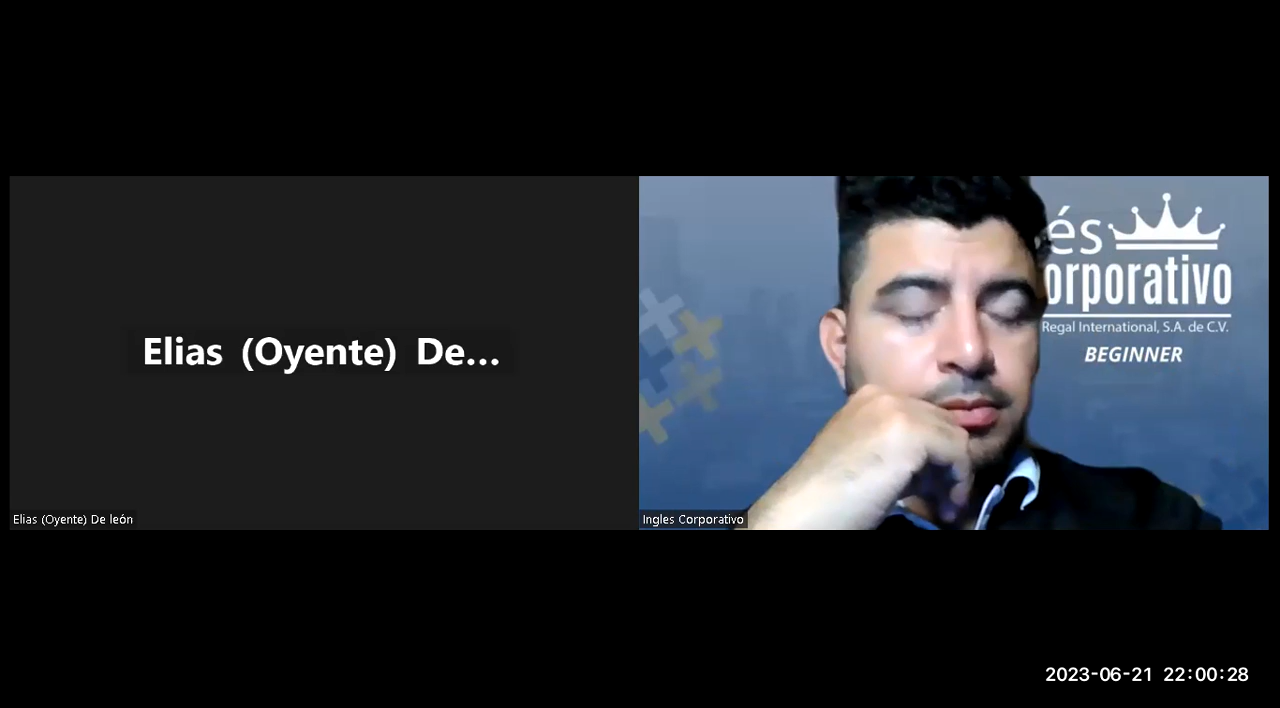 Elias (Oyente) De...
Elias (Oyente) De león
és
orporativo
Regal International, S.A. de C.V.
BEGINNER
Ingles Corporativo
2023-06-21 22:00:28